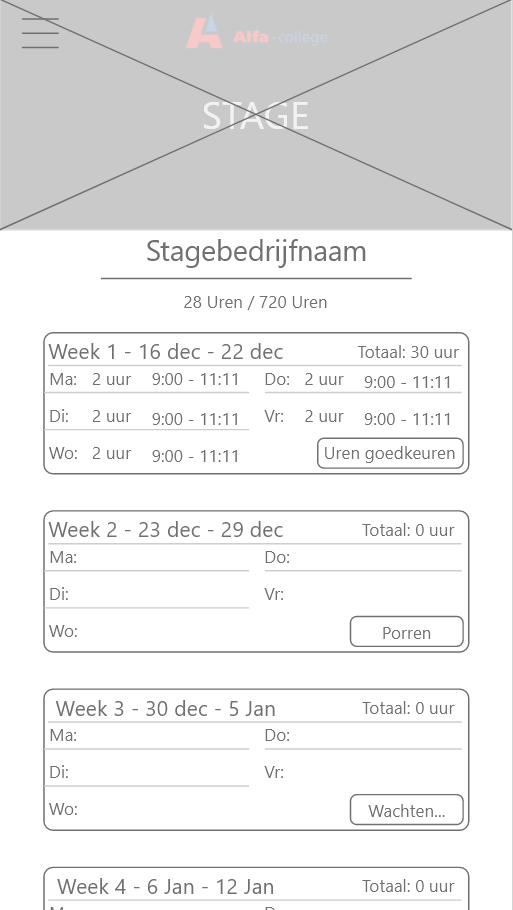 Alfa-college
STAGE
Stagebedrijfnaam
28 Uren / 720 Uren
Week 1 - 16 dec - 22 dec Totaal: 30 uur
Ma: 2 uur 9:00 - 11:11 Do: 2 uur 9:00 - 11:11
Di: 2 uur 9:00 - 11:11 Vr: 2 uur 9:00 - 11:11
Wo: 2 uur 9:00 - 11:11 Uren goedkeuren
Week 2 - 23 dec - 29 dec Totaal: 0 uur
Ma: Do:
Di: Vr:
Wo: Porren
Week 3 - 30 dec - 5 Jan Totaal: 0 uur
Ma: Do:
Di: Vr:
Wo: Wachten...
Week 4 - 6 Jan - 12 Jan Totaal: 0 uur